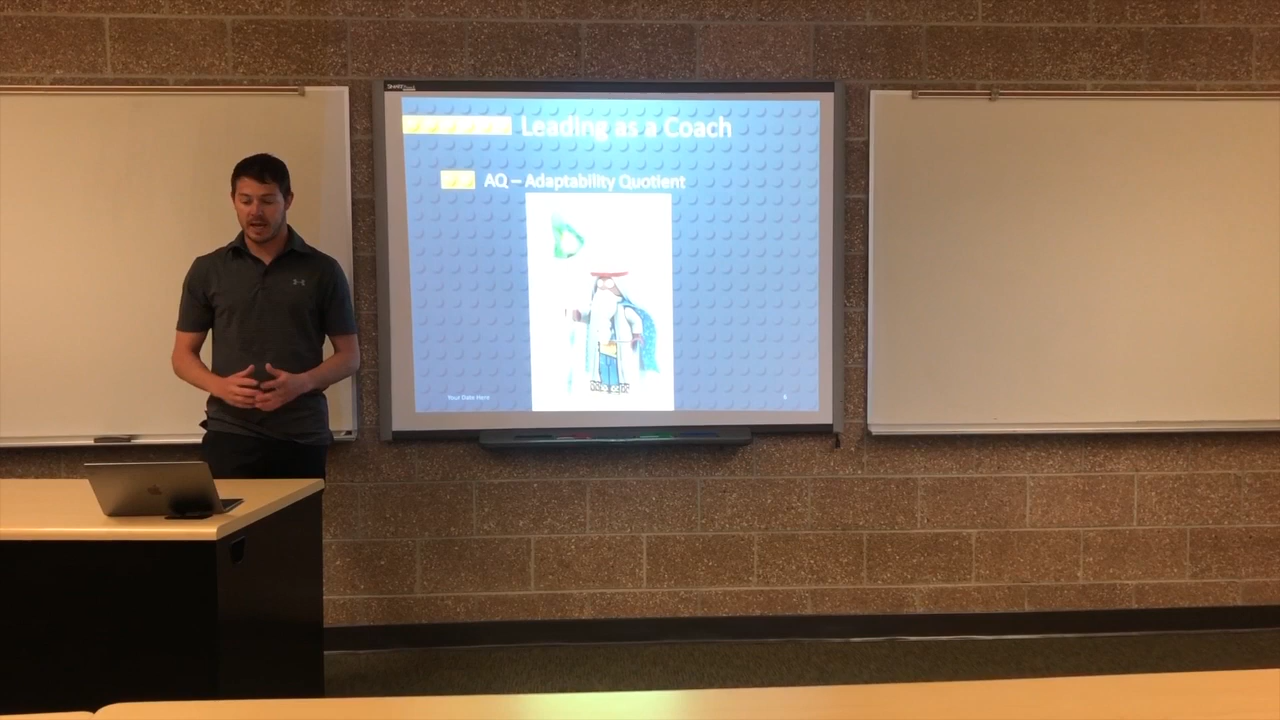 Leading as a Coach
AQ – Adaptability Quotient
Your Date Here